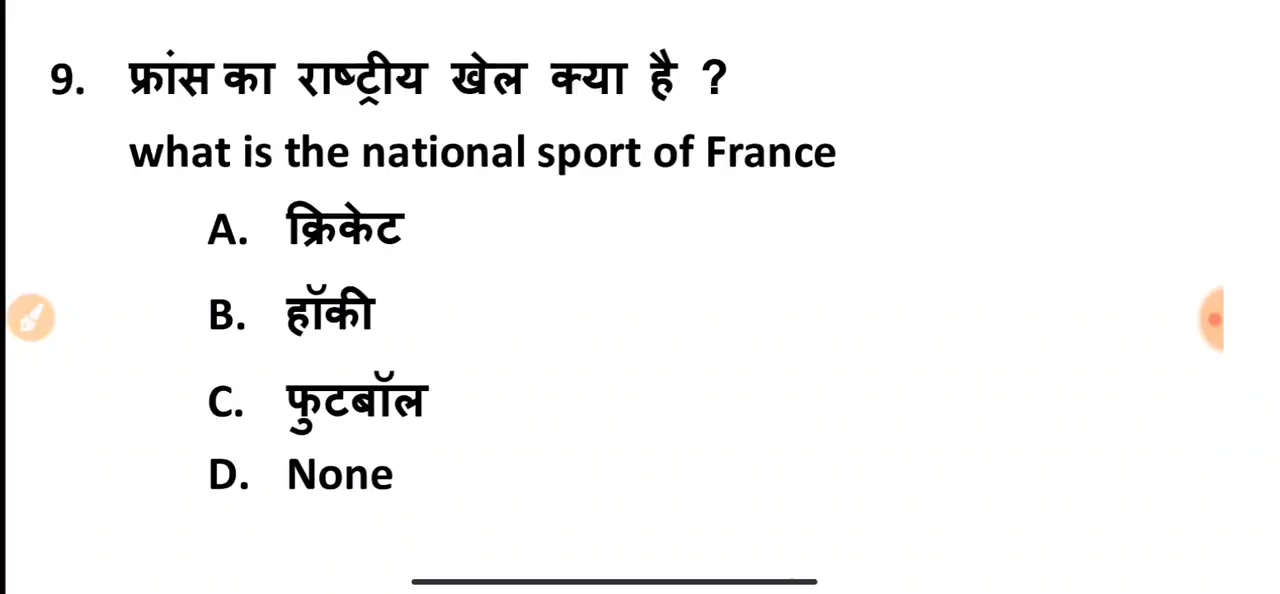 9. फ्रांस का राष्ट्रीय खेल क्या है ?
what is the national sport of France
A. क्रिकेट
B. हॉकी
C. फुटबॉल
D. None